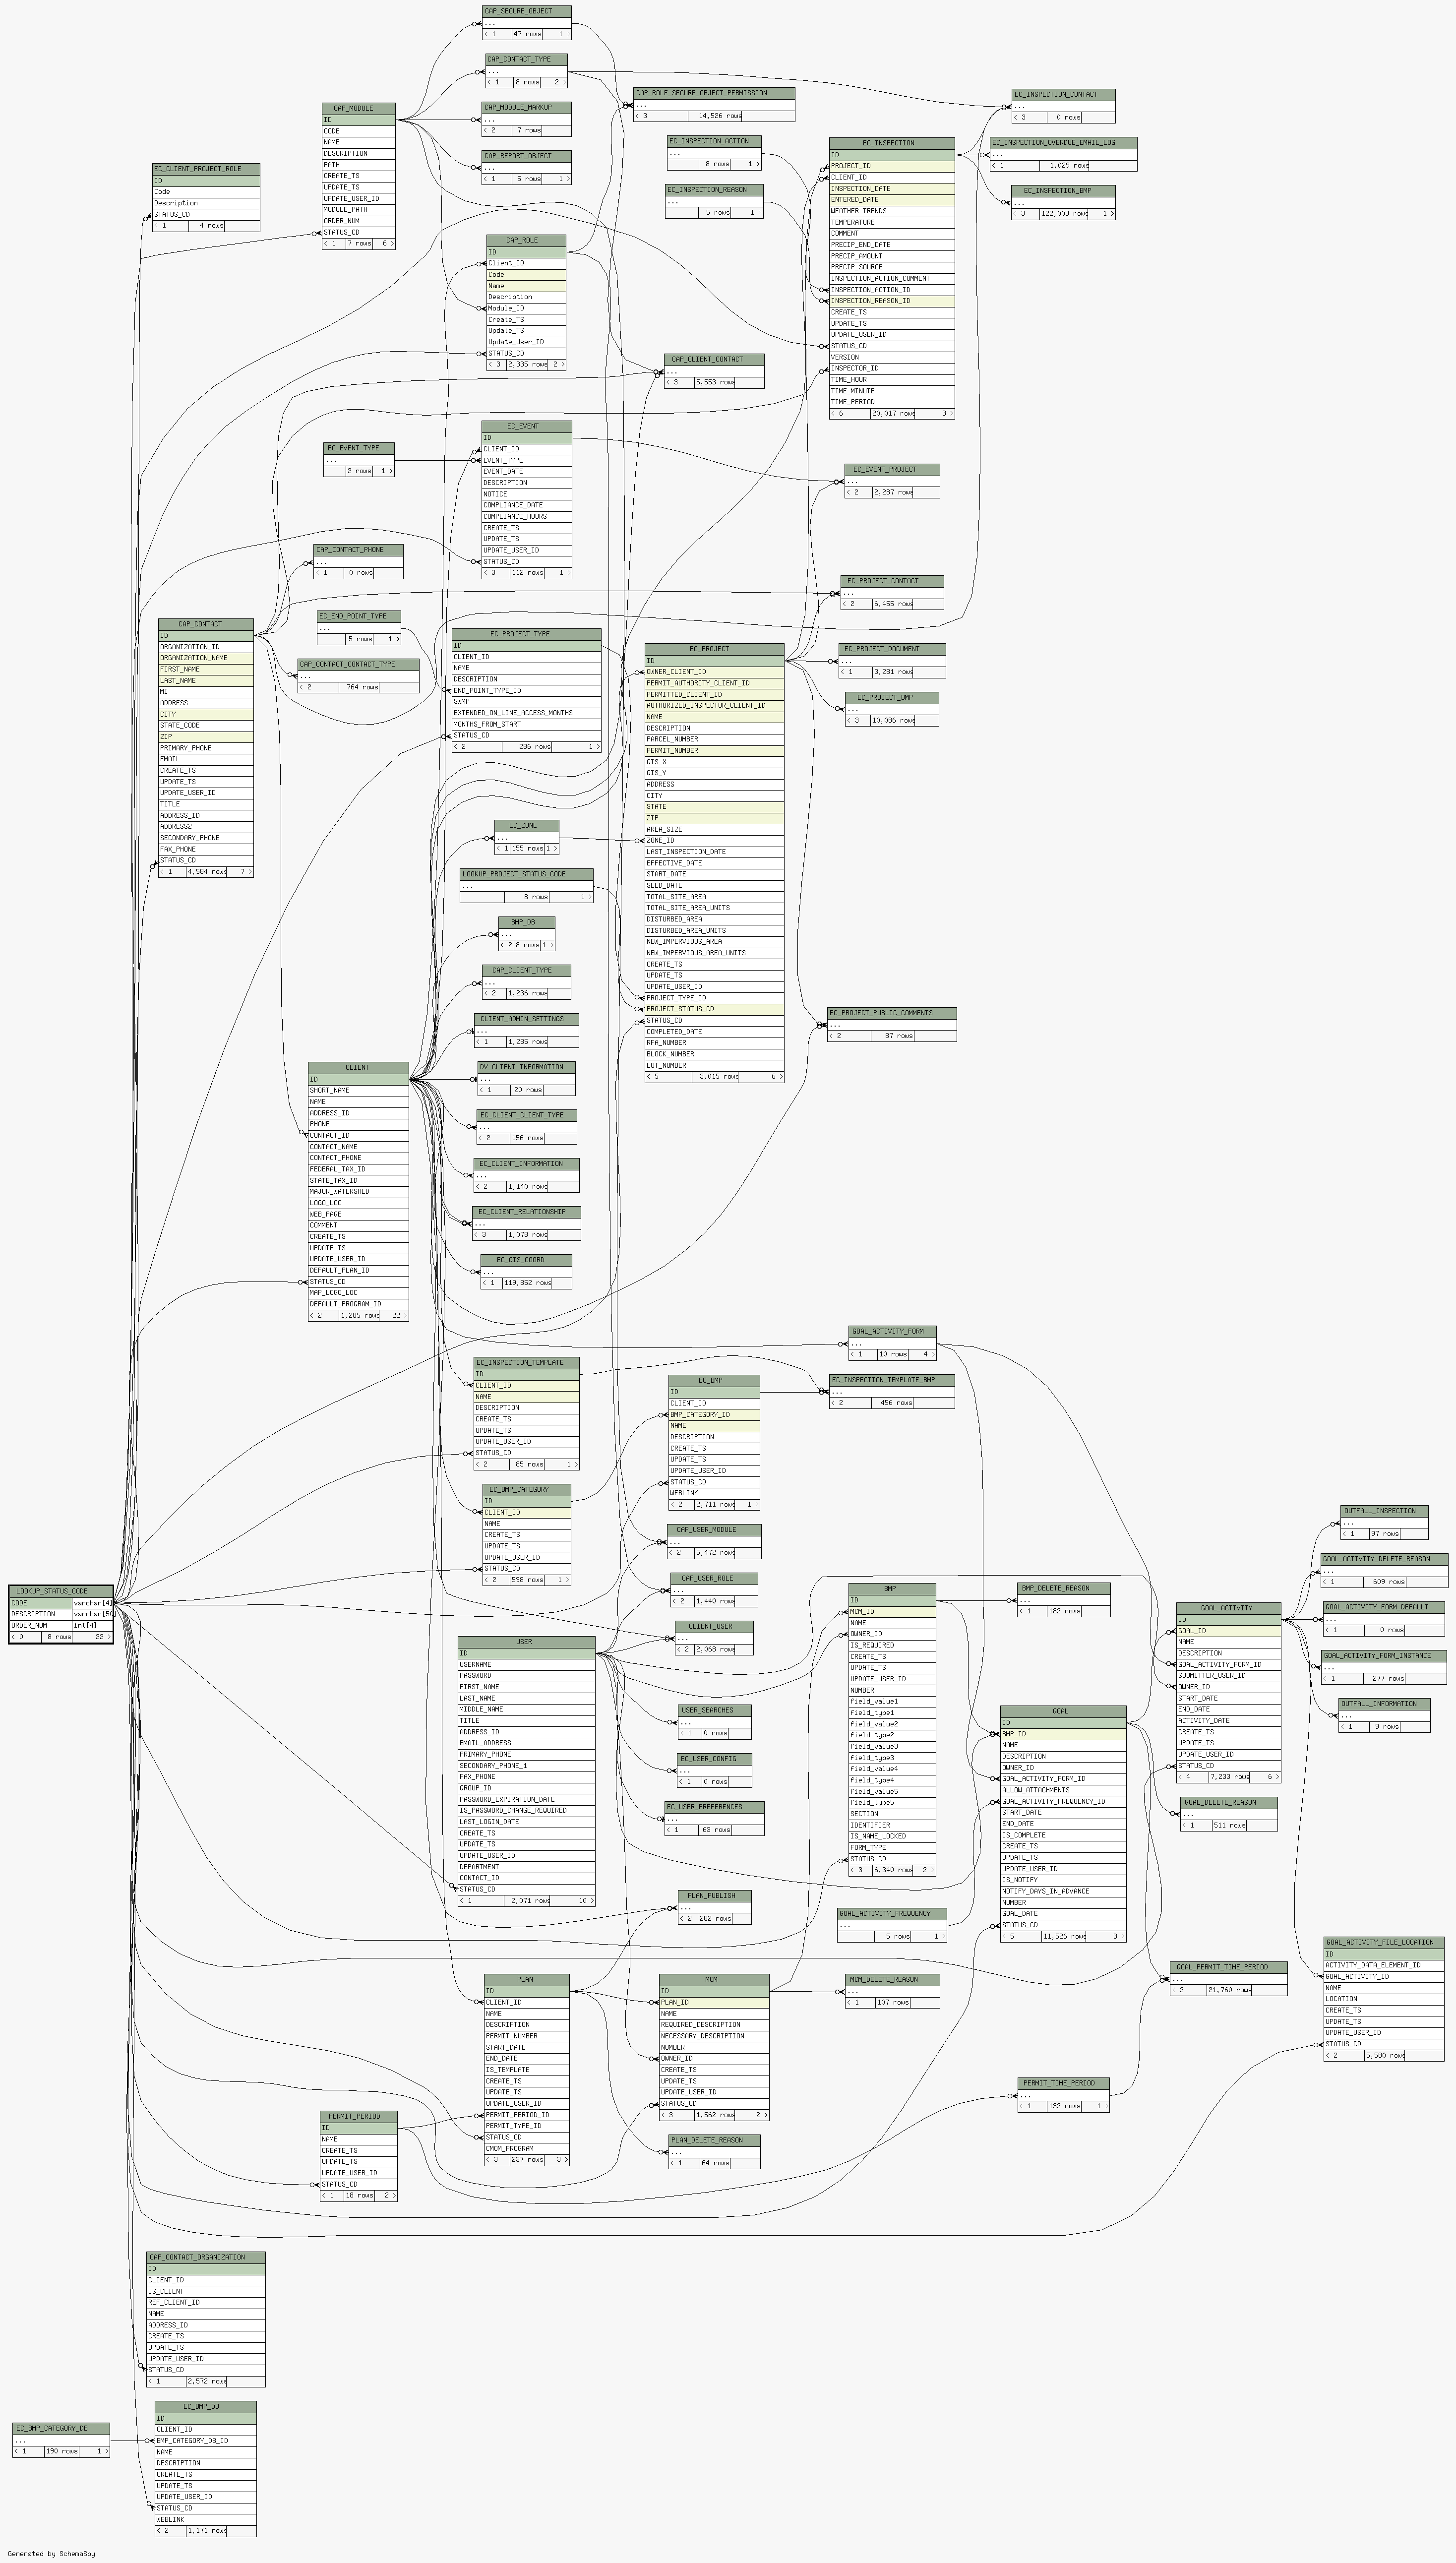 CAP_SECURE_OBJECT
...
< 1 47 rows 1 >
CAP_CONTACT_TYPE
...
< 1 8 rows 2 >
CAP_MODULE_MARKUP
...
< 2 7 rows
CAP_REPORT_OBJECT
...
< 1 5 rows 1 >
CAP_ROLE_SECURE_OBJECT_PERMISSION
...
< 3 14,526 rows
EC_INSPECTION_ACTION
...
8 rows 1 >
EC_INSPECTION_REASON
...
5 rows 1 >
EC_INSPECTION_CONTACT
...
< 3 0 rows
EC_INSPECTION_OVERDUE_EMAIL_LOG
...
< 1 1,029 rows
EC_INSPECTION_BMP
...
< 3 122,003 rows 1 >
CAP_MODULE
ID
CODE
NAME
DESCRIPTION
PATH
CREATE_TS
UPDATE_TS
UPDATE_USER_ID
MODULE_PATH
ORDER_NUM
STATUS_CD
< 1 7 rows 6 >
EC_CLIENT_PROJECT_ROLE
ID
Code
Description
STATUS_CD
< 1 4 rows
EC_INSPECTION
ID
PROJECT_ID
CLIENT_ID
INSPECTION_DATE
ENTERED_DATE
WEATHER_TRENDS
TEMPERATURE
COMMENT
PRECIP_END_DATE
PRECIP_AMOUNT
PRECIP_SOURCE
INSPECTION_ACTION_COMMENT
INSPECTION_ACTION_ID
INSPECTION_REASON_ID
CREATE_TS
UPDATE_TS
UPDATE_USER_ID
STATUS_CD
VERSION
INSPECTOR_ID
TIME_HOUR
TIME_MINUTE
TIME_PERIOD
< 6 20,017 rows 3 >
CAP_ROLE
ID
Client_ID
Code
Name
Description
Module_ID
Create_TS
Update_TS
Update_User_ID
STATUS_CD
< 3 2,335 rows 2 >
CAP_CLIENT_CONTACT
...
< 3 5,553 rows
EC_EVENT_TYPE
...
2 rows 1 >
EC_EVENT
ID
CLIENT_ID
EVENT_TYPE
EVENT_DATE
DESCRIPTION
NOTICE
COMPLIANCE_DATE
COMPLIANCE_HOURS
CREATE_TS
UPDATE_TS
UPDATE_USER_ID
STATUS_CD
< 3 112 rows 1 >
EC_EVENT_PROJECT
...
< 2 2,287 rows
CAP_CONTACT_PHONE
...
< 1 0 rows
EC_PROJECT_CONTACT
...
< 2 6,455 rows
EC_END_POINT_TYPE
...
5 rows 1 >
CAP_CONTACT_CONTACT_TYPE
...
< 2 764 rows
CAP_CONTACT
ID
ORGANIZATION_ID
ORGANIZATION_NAME
FIRST_NAME
LAST_NAME
MI
ADDRESS
CITY
STATE_CODE
ZIP
PRIMARY_PHONE
EMAIL
CREATE_TS
UPDATE_TS
UPDATE_USER_ID
TITLE
ADDRESS_ID
ADDRESS2
SECONDARY_PHONE
FAX_PHONE
STATUS_CD
< 1 4,584 rows 7 >
EC_PROJECT_TYPE
ID
CLIENT_ID
NAME
DESCRIPTION
END_POINT_TYPE_ID
SWMP
EXTENDED_ON_LINE_ACCESS_MONTHS
MONTHS_FROM_START
STATUS_CD
< 2 286 rows 1 >
EC_PROJECT
ID
OWNER_CLIENT_ID
PERMIT_AUTHORITY_CLIENT_ID
PERMITTED_CLIENT_ID
AUTHORIZED_INSPECTOR_CLIENT_ID
NAME
DESCRIPTION
PARCEL_NUMBER
PERMIT_NUMBER
GIS_X
GIS_Y
ADDRESS
CITY
STATE
ZIP
AREA_SIZE
ZONE_ID
LAST_INSPECTION_DATE
EFFECTIVE_DATE
START_DATE
SEED_DATE
TOTAL_SITE_AREA
TOTAL_SITE_AREA_UNITS
DISTURBED_AREA
DISTURBED_AREA_UNITS
NEW_IMPERVIOUS_AREA
NEW_IMPERVIOUS_AREA_UNITS
CREATE_TS
UPDATE_TS
UPDATE_USER_ID
PROJECT_TYPE_ID
PROJECT_STATUS_CD
STATUS_CD
COMPLETED_DATE
RFA_NUMBER
BLOCK_NUMBER
LOT_NUMBER
< 5 3,015 rows 6 >
EC_PROJECT_DOCUMENT
...
< 1 3,281 rows
EC_PROJECT_BMP
...
< 3 10,086 rows
EC_ZONE
...
< 1 155 rows 1 >
LOOKUP_PROJECT_STATUS_CODE
...
8 rows 1 >
BMP_DB
...
< 2 8 rows 1 >
CAP_CLIENT_TYPE
...
< 2 1,236 rows
CLIENT_ADMIN_SETTINGS
...
< 1 1,285 rows
DV_CLIENT_INFORMATION
...
< 1 20 rows
EC_CLIENT_CLIENT_TYPE
...
< 2 156 rows
EC_CLIENT_INFORMATION
...
< 2 1,140 rows
EC_CLIENT_RELATIONSHIP
...
< 3 1,078 rows
EC_GIS_COORD
...
< 1 119,852 rows
EC_PROJECT_PUBLIC_COMMENTS
...
< 2 87 rows
CLIENT
ID
SHORT_NAME
NAME
ADDRESS_ID
PHONE
CONTACT_ID
CONTACT_NAME
CONTACT_PHONE
FEDERAL_TAX_ID
STATE_TAX_ID
MAJOR_WATERSHED
LOGO_LOC
WEB_PAGE
COMMENT
CREATE_TS
UPDATE_TS
UPDATE_USER_ID
DEFAULT_PLAN_ID
STATUS_CD
MAP_LOGO_LOC
DEFAULT_PROGRAM_ID
< 2 1,285 rows 22 >
GOAL_ACTIVITY_FORM
...
< 1 10 rows 4 >
EC_INSPECTION_TEMPLATE
ID
CLIENT_ID
NAME
DESCRIPTION
CREATE_TS
UPDATE_TS
UPDATE_USER_ID
STATUS_CD
< 2 85 rows 1 >
EC_BMP
ID
CLIENT_ID
BMP_CATEGORY_ID
NAME
DESCRIPTION
CREATE_TS
UPDATE_TS
UPDATE_USER_ID
STATUS_CD
WEBLINK
< 2 2,711 rows 1 >
EC_INSPECTION_TEMPLATE_BMP
...
< 2 456 rows
EC_BMP_CATEGORY
ID
CLIENT_ID
NAME
CREATE_TS
UPDATE_TS
UPDATE_USER_ID
STATUS_CD
< 2 598 rows 1 >
CAP_USER_MODULE
...
< 2 5,472 rows
CAP_USER_ROLE
...
< 2 1,440 rows
CLIENT_USER
...
< 2 2,068 rows
LOOKUP_STATUS_CODE
CODE varchar[4]
DESCRIPTION varchar[50]
ORDER_NUM int[4]
< 0 8 rows 22 >
USER
ID
USERNAME
PASSWORD
FIRST_NAME
LAST_NAME
MIDDLE_NAME
TITLE
ADDRESS_ID
EMAIL_ADDRESS
PRIMARY_PHONE
SECONDARY_PHONE_1
FAX_PHONE
GROUP_ID
PASSWORD_EXPIRATION_DATE
IS_PASSWORD_CHANGE_REQUIRED
LAST_LOGIN_DATE
CREATE_TS
UPDATE_TS
UPDATE_USER_ID
DEPARTMENT
CONTACT_ID
STATUS_CD
< 1 2,071 rows 10 >
USER_SEARCHES
...
< 1 0 rows
EC_USER_CONFIG
...
< 1 0 rows
EC_USER_PREFERENCES
...
< 1 63 rows
PLAN_PUBLISH
...
< 2 282 rows
BMP
ID
MCM_ID
NAME
OWNER_ID
IS_REQUIRED
CREATE_TS
UPDATE_TS
UPDATE_USER_ID
NUMBER
field_value1
field_type1
field_value2
field_type2
field_value3
field_type3
field_value4
field_type4
field_value5
field_type5
SECTION
IDENTIFIER
IS_NAME_LOCKED
FORM_TYPE
STATUS_CD
< 3 6,340 rows 2 >
BMP_DELETE_REASON
...
< 1 182 rows
GOAL
ID
BMP_ID
NAME
DESCRIPTION
OWNER_ID
GOAL_ACTIVITY_FORM_ID
ALLOW_ATTACHMENTS
GOAL_ACTIVITY_FREQUENCY_ID
START_DATE
END_DATE
IS_COMPLETE
CREATE_TS
UPDATE_TS
UPDATE_USER_ID
IS_NOTIFY
NOTIFY_DAYS_IN_ADVANCE
NUMBER
GOAL_DATE
STATUS_CD
< 5 11,526 rows 3 >
GOAL_ACTIVITY
ID
GOAL_ID
NAME
DESCRIPTION
GOAL_ACTIVITY_FORM_ID
SUBMITTER_USER_ID
OWNER_ID
START_DATE
END_DATE
ACTIVITY_DATE
CREATE_TS
UPDATE_TS
UPDATE_USER_ID
STATUS_CD
< 4 7,233 rows 6 >
OUTFALL_INSPECTION
...
< 1 97 rows
GOAL_ACTIVITY_DELETE_REASON
...
< 1 609 rows
GOAL_ACTIVITY_FORM_DEFAULT
...
< 1 0 rows
GOAL_ACTIVITY_FORM_INSTANCE
...
< 1 277 rows
OUTFALL_INFORMATION
...
< 1 9 rows
GOAL_DELETE_REASON
...
< 1 511 rows
GOAL_ACTIVITY_FREQUENCY
...
5 rows 1 >
GOAL_ACTIVITY_FILE_LOCATION
ID
ACTIVITY_DATA_ELEMENT_ID
GOAL_ACTIVITY_ID
NAME
LOCATION
CREATE_TS
UPDATE_TS
UPDATE_USER_ID
STATUS_CD
< 2 5,580 rows
GOAL_PERMIT_TIME_PERIOD
...
< 2 21,760 rows
PLAN
ID
CLIENT_ID
NAME
DESCRIPTION
PERMIT_NUMBER
START_DATE
END_DATE
IS_TEMPLATE
CREATE_TS
UPDATE_TS
UPDATE_USER_ID
PERMIT_PERIOD_ID
PERMIT_TYPE_ID
STATUS_CD
CMOM_PROGRAM
< 3 237 rows 3 >
MCM
ID
PLAN_ID
NAME
REQUIRED_DESCRIPTION
NECESSARY_DESCRIPTION
NUMBER
OWNER_ID
CREATE_TS
UPDATE_TS
UPDATE_USER_ID
STATUS_CD
< 3 1,562 rows 2 >
MCM_DELETE_REASON
...
< 1 107 rows
PERMIT_TIME_PERIOD
...
< 1 132 rows 1 >
PERMIT_PERIOD
ID
NAME
CREATE_TS
UPDATE_TS
UPDATE_USER_ID
STATUS_CD
< 1 18 rows 2 >
PLAN_DELETE_REASON
...
< 1 64 rows
CAP_CONTACT_ORGANIZATION
ID
CLIENT_ID
IS_CLIENT
REF_CLIENT_ID
NAME
ADDRESS_ID
CREATE_TS
UPDATE_TS
UPDATE_USER_ID
STATUS_CD
< 1 2,572 rows
EC_BMP_CATEGORY_DB
...
< 1 190 rows 1 >
EC_BMP_DB
ID
CLIENT_ID
BMP_CATEGORY_DB_ID
NAME
DESCRIPTION
CREATE_TS
UPDATE_TS
UPDATE_USER_ID
STATUS_CD
WEBLINK
< 2 1,171 rows
Generated by SchemaSpy